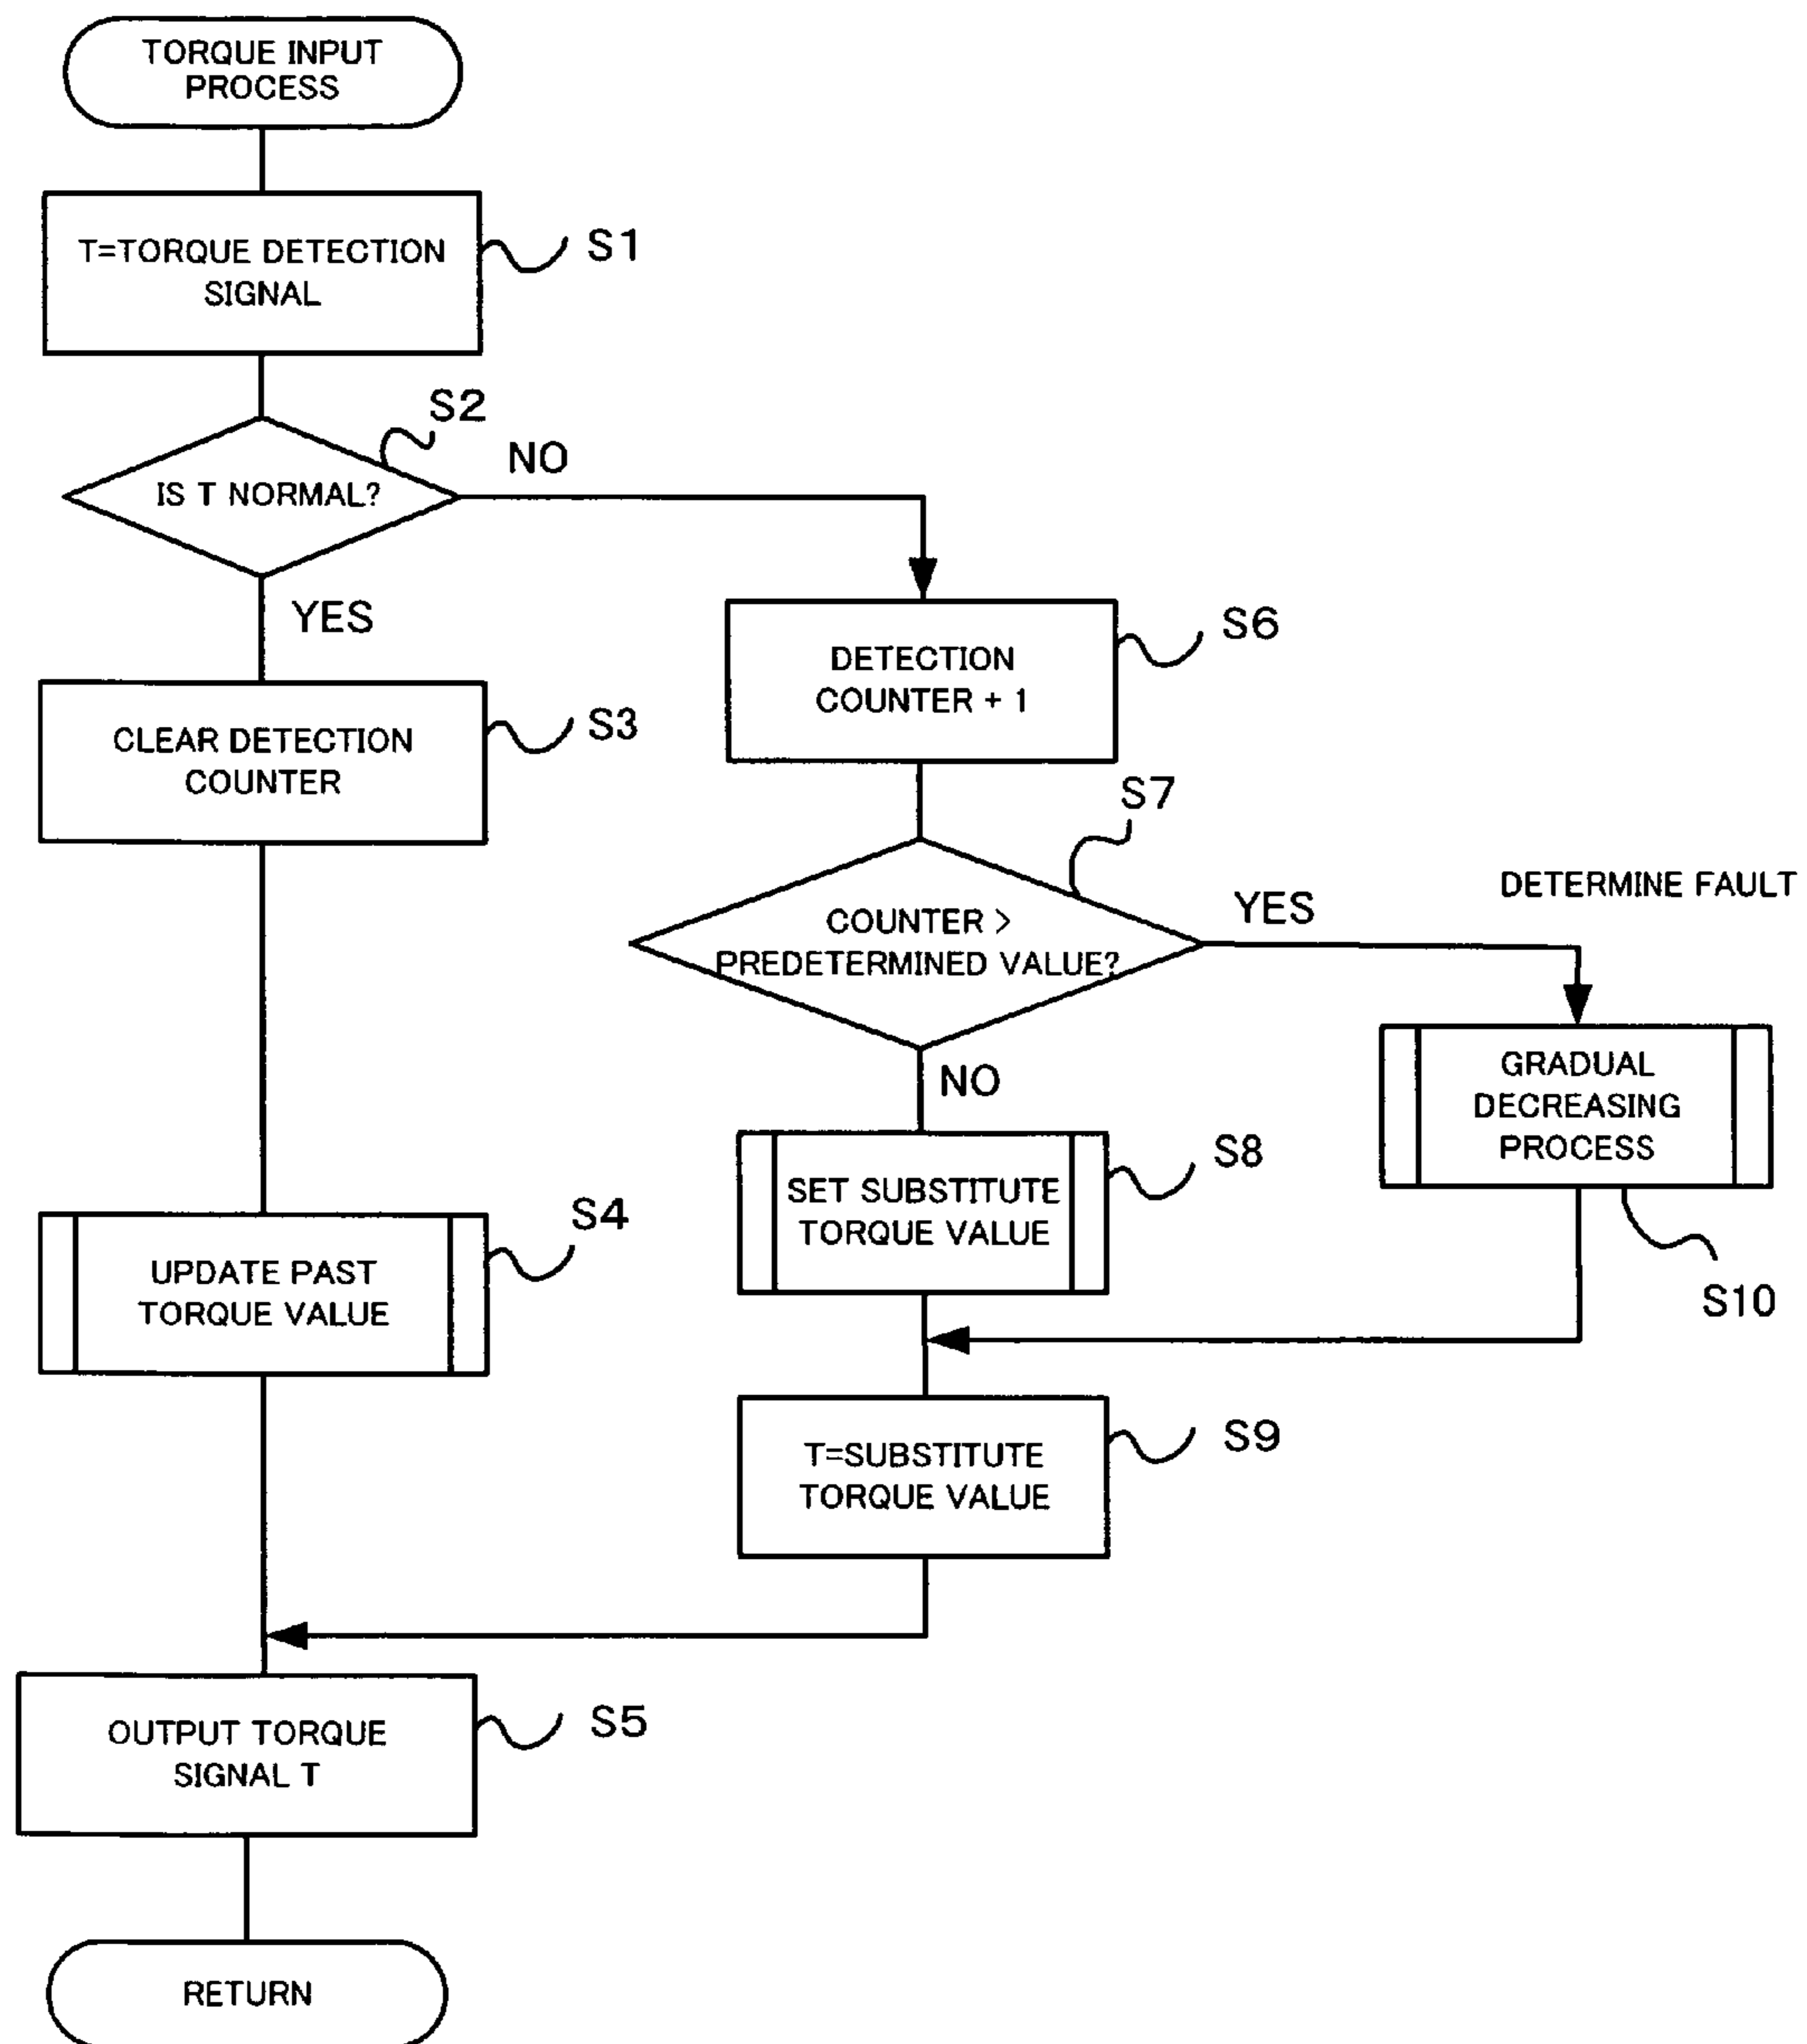 TORQUE INPUT
PROCESS
T=TORQUE DETECTION
SIGNAL
S1
S2
IS T NORMAL?
NO
YES
CLEAR DETECTION
COUNTER
S3
UPDATE PAST
TORQUE VALUE
S4
DETECTION
COUNTER + 1
S6
S7
COUNTER >
PREDETERMINED VALUE?
YES
DETERMINE FAULT
NO
GRADUAL
DECREASING
PROCESS
S10
SET SUBSTITUTE
TORQUE VALUE
S8
T=SUBSTITUTE
TORQUE VALUE
S9
OUTPUT TORQUE
SIGNAL T
S5
RETURN